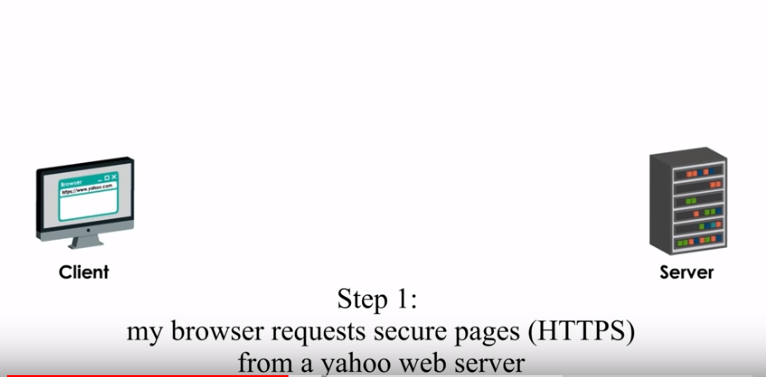 Browser
https://www.yahoo.com
Client
Server
Step 1:
my browser requests secure pages (HTTPS)
from a yahoo web server